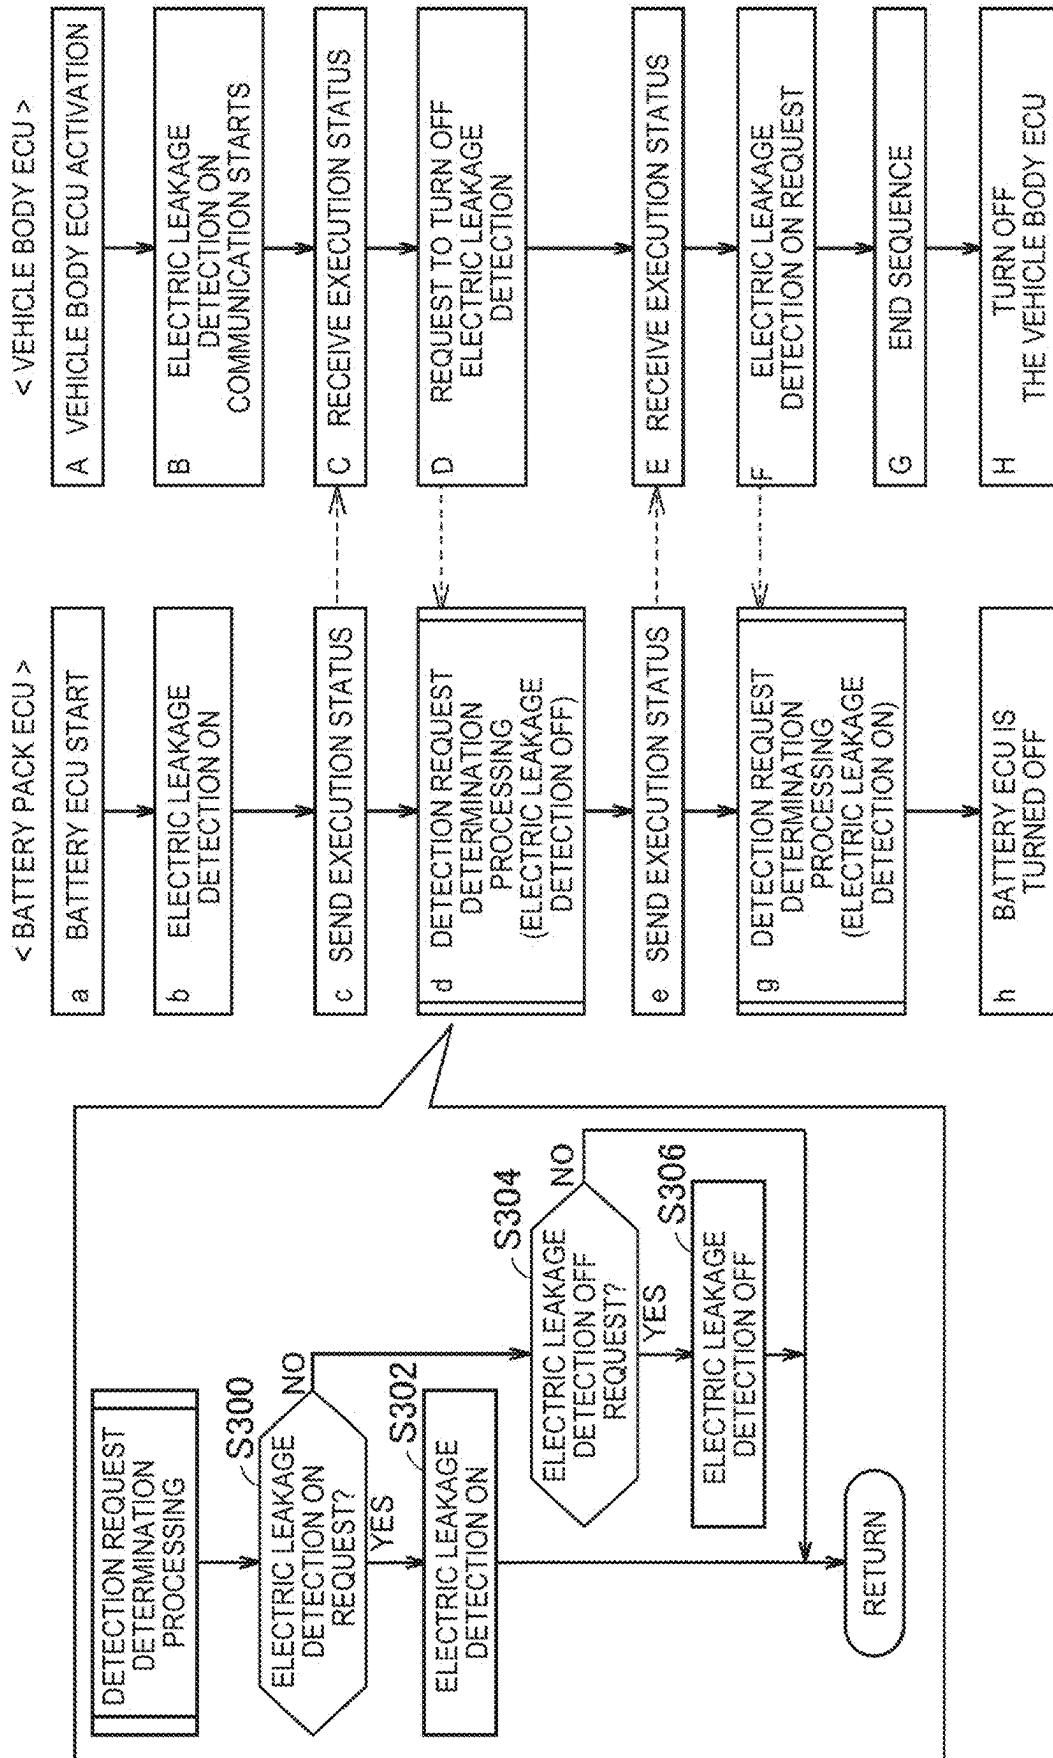 DETECTION REQUEST
DETERMINATION
PROCESSING
S300
ELECTRIC LEAKAGE
DETECTION ON
REQUEST?
NO
YES
S302
ELECTRIC LEAKAGE
DETECTION ON
S304
ELECTRIC LEAKAGE
DETECTION OFF
REQUEST?
NO
YES
S306
ELECTRIC LEAKAGE
DETECTION OFF
RETURN
< BATTERY PACK ECU >
a BATTERY ECU START
b ELECTRIC LEAKAGE
DETECTION ON
c SEND EXECUTION STATUS
d DETECTION REQUEST
DETERMINATION
PROCESSING
(ELECTRIC LEAKAGE
DETECTION OFF)
e SEND EXECUTION STATUS
g DETECTION REQUEST
DETERMINATION
PROCESSING
(ELECTRIC LEAKAGE
DETECTION ON)
h BATTERY ECU IS
TURNED OFF
< VEHICLE BODY ECU >
A VEHICLE BODY ECU ACTIVATION
B ELECTRIC LEAKAGE
DETECTION ON
COMMUNICATION STARTS
C RECEIVE EXECUTION STATUS
D REQUEST TO TURN OFF
ELECTRIC LEAKAGE
DETECTION
E RECEIVE EXECUTION STATUS
F ELECTRIC LEAKAGE
DETECTION ON REQUEST
G END SEQUENCE
H TURN OFF
THE VEHICLE BODY ECU